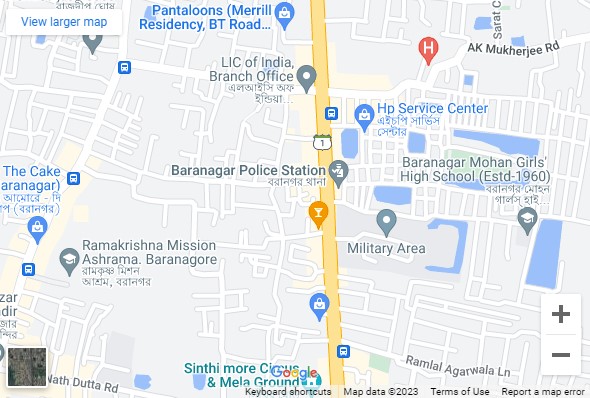 রাজদীপ ঘোষ
View larger map
Pantaloons (Merrill
Residency, BT Road...
Sarat C
AK Mukherjee Rd
H
LIC of India,
Branch Office
এলআইসি অফ
ইন্ডিয়া...
Hp Service Center
এইচপি সার্ভিস
সেন্টার
1
The Cake
aranagar)
আমোরে - দি
প (বরানগর)
Baranagar Police Station
বরানগর থানা
Baranagar Mohan Girls'
High School (Estd-1960)
বরানগর মোহন
গার্লস হাই...
Military Area
Ramakrishna Mission
Ashrama. Baranagore
রামকৃষ্ণ মিশন
আশ্রম, বরানগর
zar
dir
জার
ন্দির
Sinthi more Circus
& Mela Ground
Ramlal Agarwala Ln
Nath Dutta Rd
Google
Keyboard shortcuts
Map data ©2023
Terms of Use
Report a map error